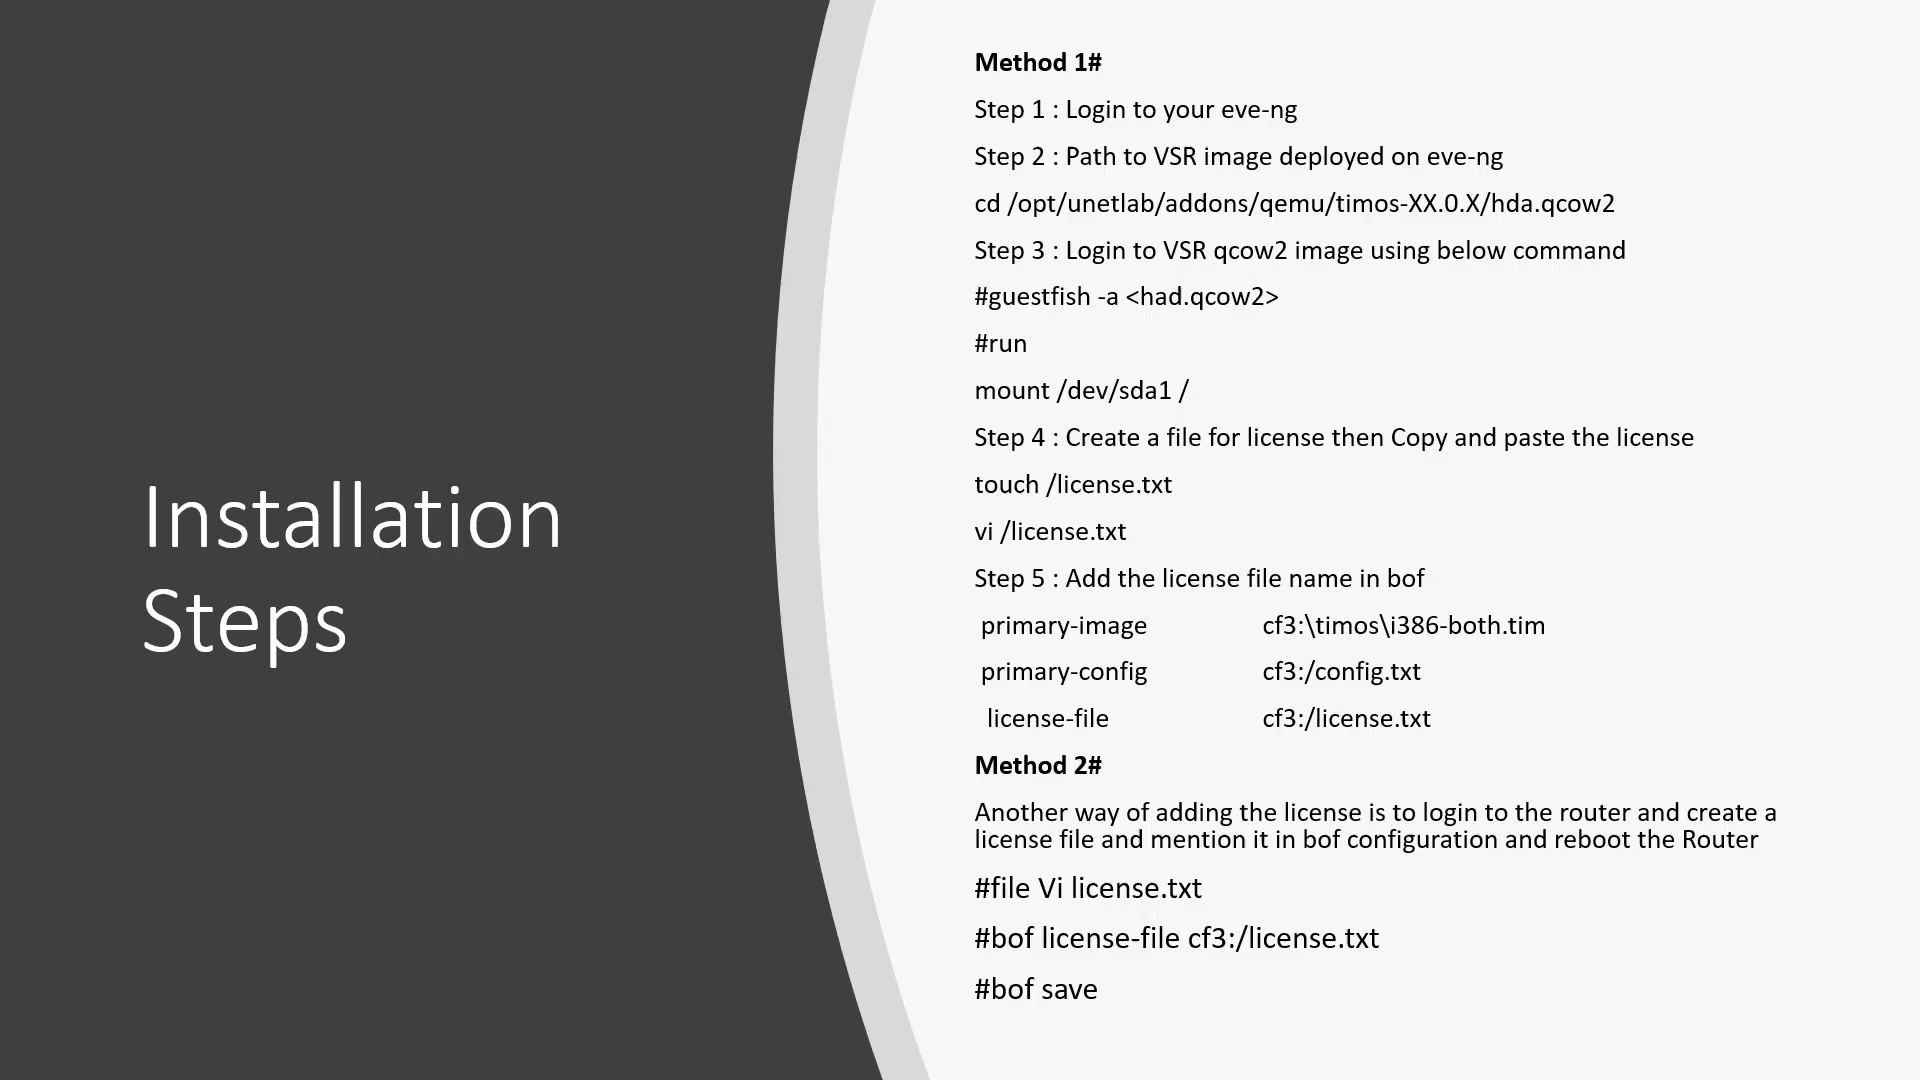 Installation
Steps
Method 1#
Step 1 : Login to your eve-ng
Step 2 : Path to VSR image deployed on eve-ng
cd /opt/unetlab/addons/qemu/timos-XX.0.X/hda.qcow2
Step 3 : Login to VSR qcow2 image using below command
#guestfish -a <had.qcow2>
#run
mount /dev/sda1 /
Step 4 : Create a file for license then Copy and paste the license
touch /license.txt
vi /license.txt
Step 5 : Add the license file name in bof
primary-image cf3:\timos\i386-both.tim
primary-config cf3:/config.txt
license-file cf3:/license.txt
Method 2#
Another way of adding the license is to login to the router and create a
license file and mention it in bof configuration and reboot the Router
#file Vi license.txt
#bof license-file cf3:/license.txt
#bof save